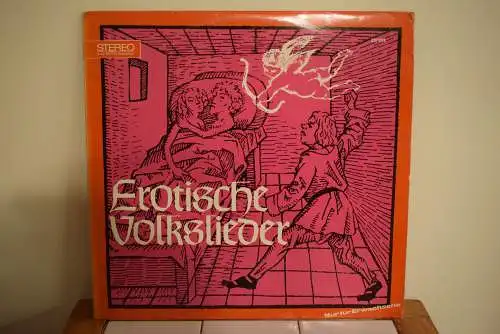 STEREO
Erotische
Volkslieder
Nur für Erwachsene